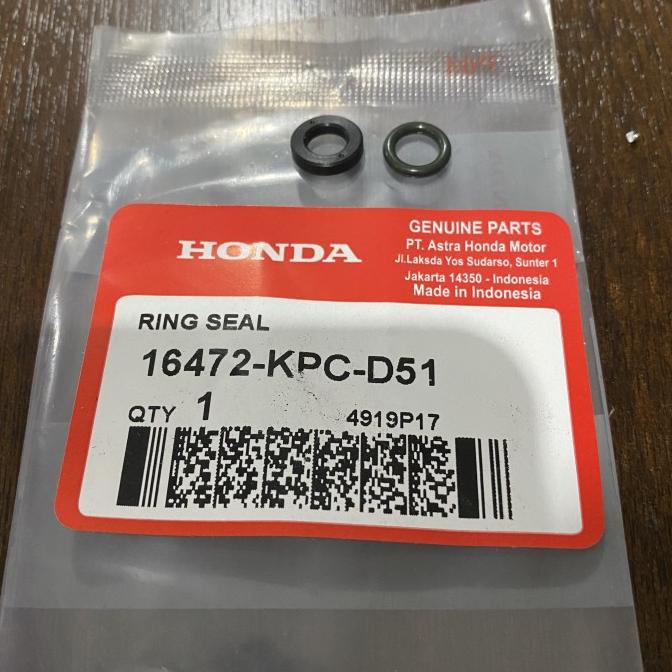 HONDA
GENUINE PARTS
PT. Astra Honda Motor
Jl.Laksda Yos Sudarso, Sunter 1
Jakarta 14350 - Indonesia
Made in Indonesia
RING SEAL
16472-KPC-D51
QTY 1
4919P17